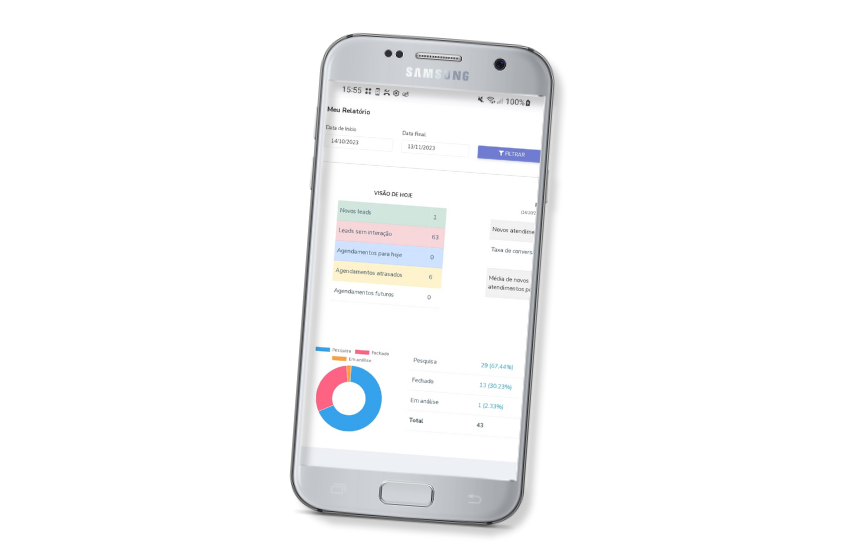 SAMSUNG
15:55
100%
Meu Relatório
Data de Início
Data Final
14/10/2023
13/11/2023
FILTRAR
VISÃO DE HOJE
Novos leads 1
Leads sem interação 63
Agendamentos para hoje 0
Agendamentos atrasados 6
Agendamentos futuros 0
Novos atendime
Taxa de convers
Média de novos
atendimentos p
Pesquisa
Fechado
Em análise
Pesquisa 29 (67.44%)
Fechado 13 (30.23%)
Em análise 1 (2.33%)
Total 43